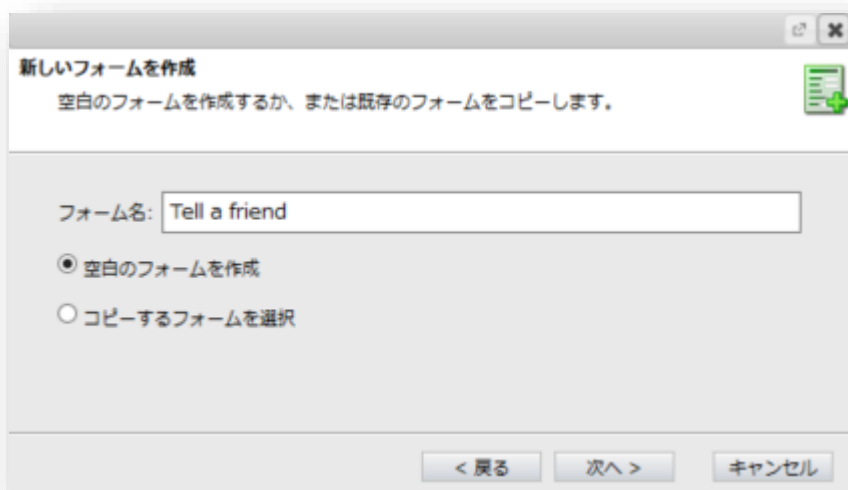 新しいフォームを作成
空白のフォームを作成するか、または既存のフォームをコピーします。
フォーム名: Tell a friend
空白のフォームを作成
コピーするフォームを選択
< 戻る 次へ > キャンセル